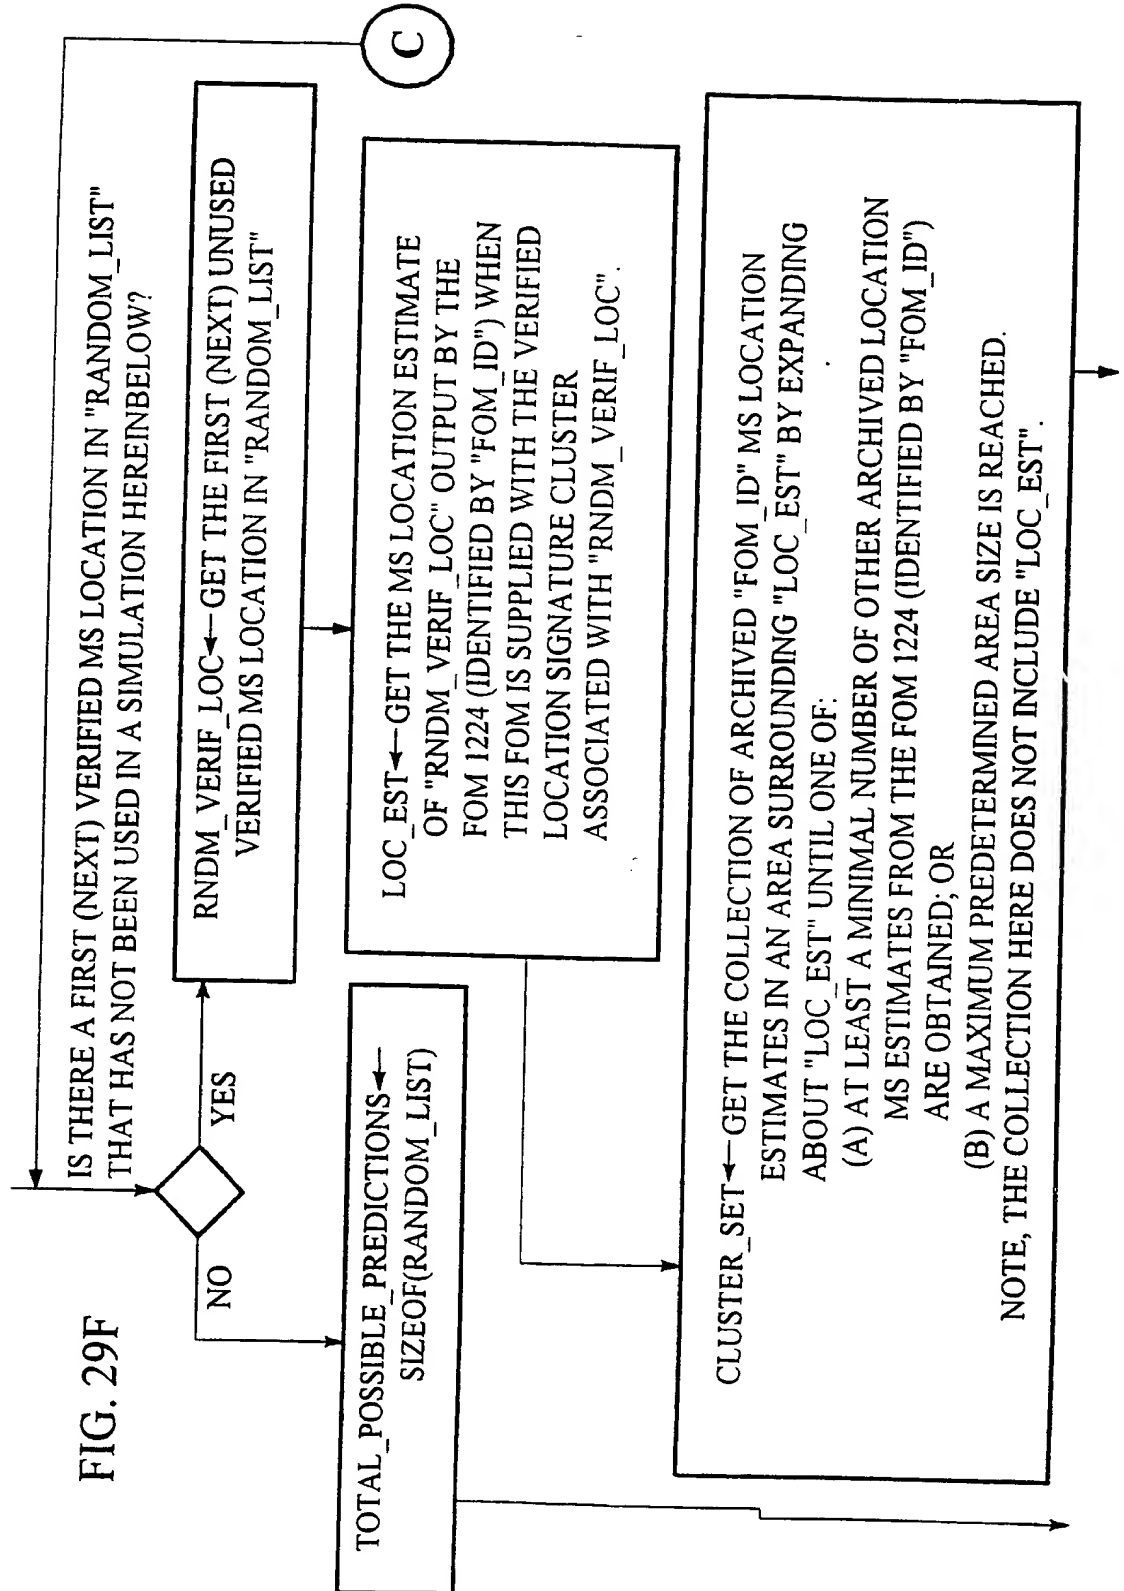 FIG. 29F
C
IS THERE A FIRST (NEXT) VERIFIED MS LOCATION IN "RANDOM_LIST"
THAT HAS NOT BEEN USED IN A SIMULATION HEREINBELOW?
NO
YES
RNDM_VERIF_LOC←GET THE FIRST (NEXT) UNUSED
VERIFIED MS LOCATION IN "RANDOM_LIST"
TOTAL_POSSIBLE_PREDICTIONS←
SIZEOF(RANDOM_LIST)
LOC_EST←GET THE MS LOCATION ESTIMATE
OF "RNDM_VERIF_LOC" OUTPUT BY THE
FOM 1224 (IDENTIFIED BY "FOM_ID") WHEN
THIS FOM IS SUPPLIED WITH THE VERIFIED
LOCATION SIGNATURE CLUSTER
ASSOCIATED WITH "RNDM_VERIF_LOC".
CLUSTER_SET←GET THE COLLECTION OF ARCHIVED "FOM_ID" MS LOCATION
ESTIMATES IN AN AREA SURROUNDING "LOC_EST" BY EXPANDING
ABOUT "LOC_EST" UNTIL ONE OF:
(A) AT LEAST A MINIMAL NUMBER OF OTHER ARCHIVED LOCATION
MS ESTIMATES FROM THE FOM 1224 (IDENTIFIED BY "FOM_ID")
ARE OBTAINED; OR
(B) A MAXIMUM PREDETERMINED AREA SIZE IS REACHED.
NOTE, THE COLLECTION HERE DOES NOT INCLUDE "LOC_EST".